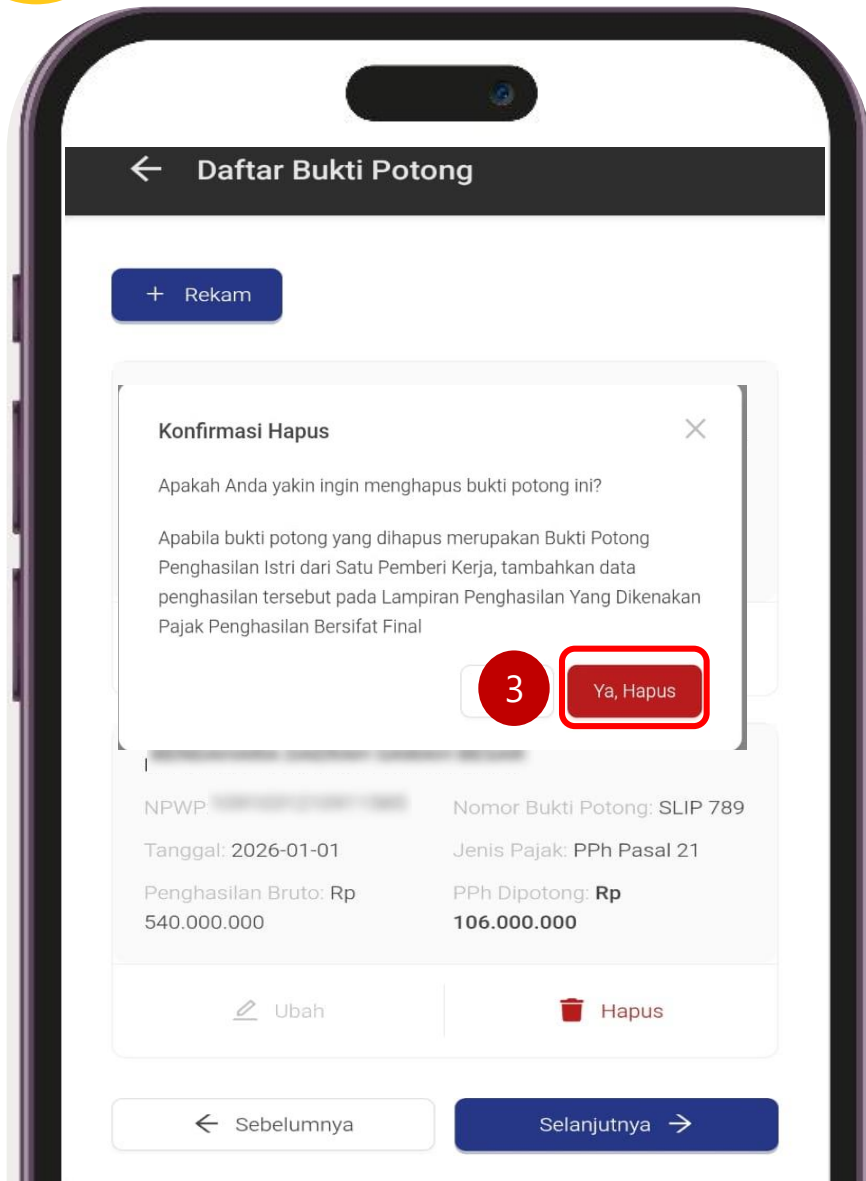 Daftar Bukti Potong
+ Rekam
Konfirmasi Hapus
Apakah Anda yakin ingin menghapus bukti potong ini?
Apabila bukti potong yang dihapus merupakan Bukti Potong
Penghasilan Istri dari Satu Pemberi Kerja, tambahkan data
penghasilan tersebut pada Lampiran Penghasilan Yang Dikenakan
Pajak Penghasilan Bersifat Final
3 Ya, Hapus
NPWP: Nomor Bukti Potong: SLIP 789
Tanggal: 2026-01-01 Jenis Pajak: PPh Pasal 21
Penghasilan Bruto: Rp PPh Dipotong: Rp
540.000.000 106.000.000
Ubah Hapus
Sebelumnya Selanjutnya